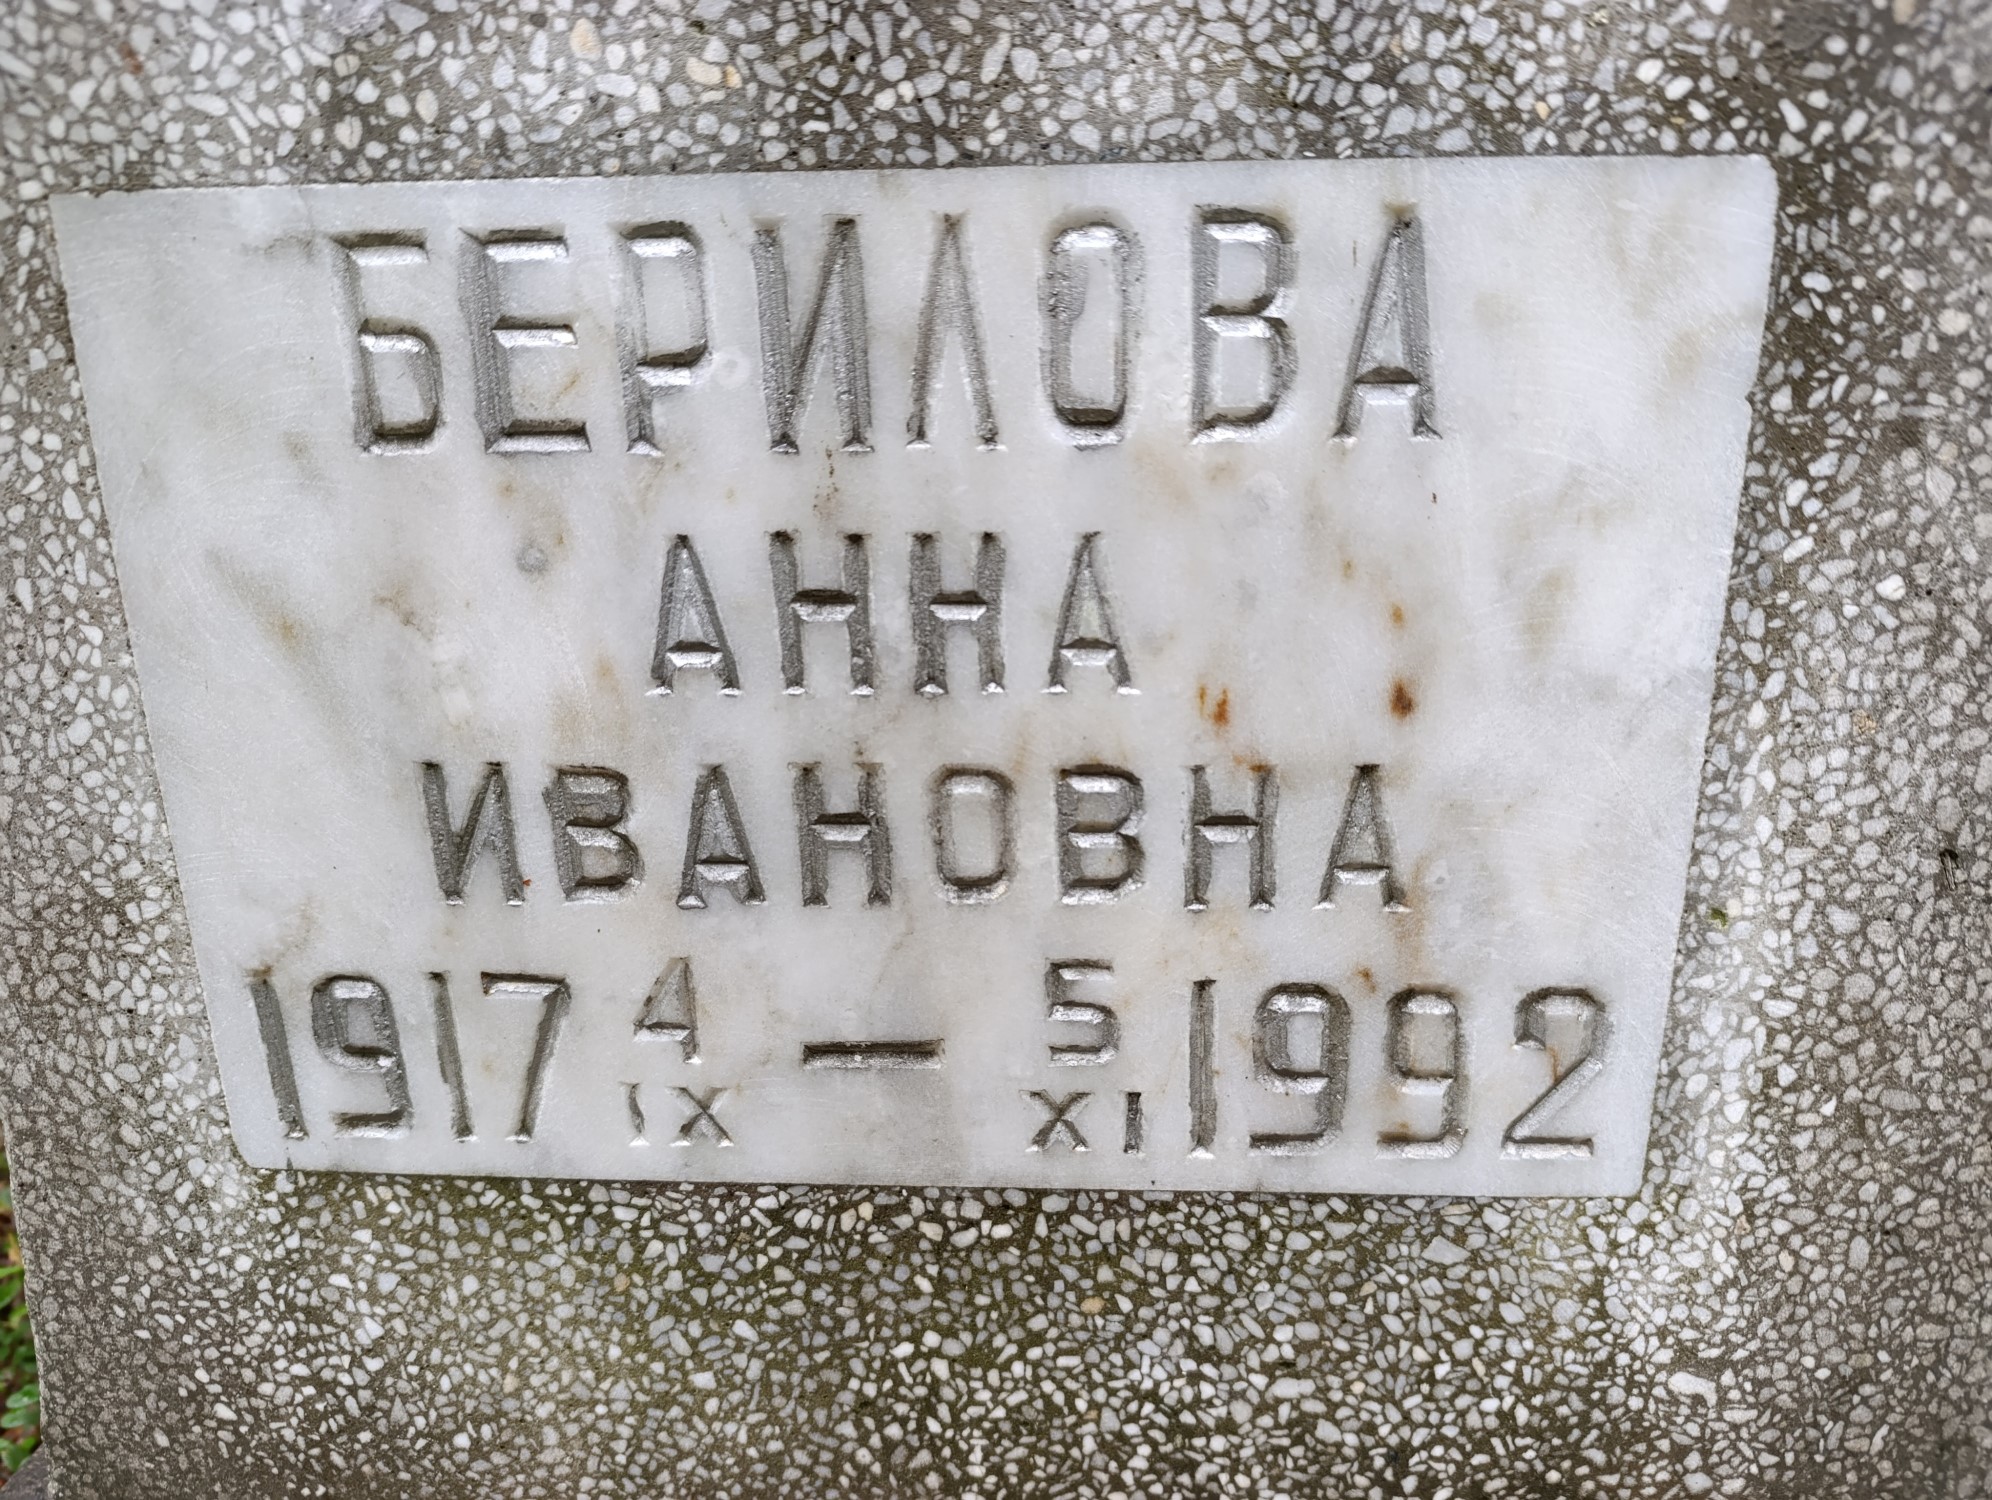 БЕРИЛОВА
АННА
ИВАНОВНА
1917 4/IX — 5/XI 1992